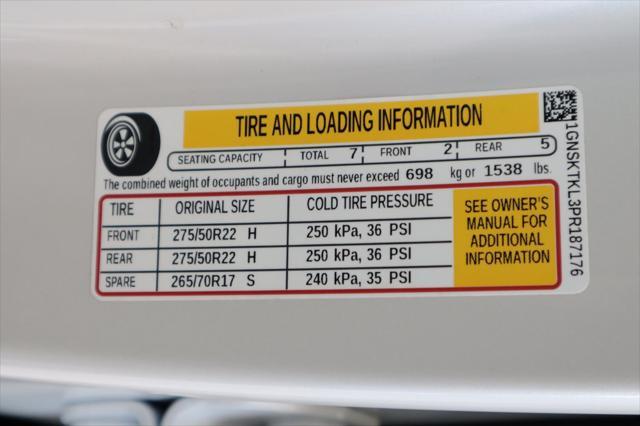 TIRE AND LOADING INFORMATION
SEATING CAPACITY TOTAL 7 FRONT 2 REAR 5
The combined weight of occupants and cargo must never exceed 698 kg or 1538 lbs.
TIRE ORIGINAL SIZE COLD TIRE PRESSURE
FRONT 275/50R22 H 250 kPa, 36 PSI
REAR 275/50R22 H 250 kPa, 36 PSI
SPARE 265/70R17 S 240 kPa, 35 PSI
SEE OWNER'S
MANUAL FOR
ADDITIONAL
INFORMATION
1GNSKTKL3PR187176